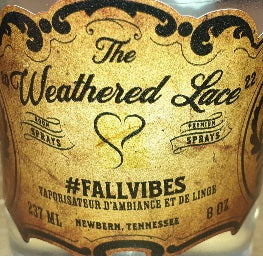 The
20 Weathered Lace 22
ROOM SPRAYS
PREMIUM SPRAYS
#FALLVIBES
VAPORISATEUR D'AMBIANCE ET DE LINGE
237 ML
8 OZ
NEWBERN, TENNESSEE